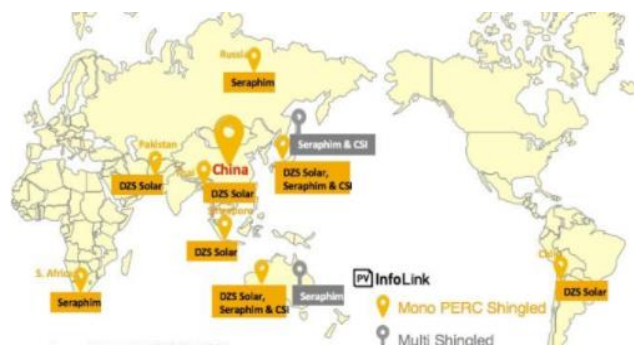 Russia
Seraphim
Seraphim & CSI
Pakistan
China
DZS Solar
DZS Solar
DZS Solar,
Seraphim & CSI
Singapore
DZS Solar
S. Africa
Seraphim
DZS Solar,
Seraphim & CSI
Seraphim
Chile
DZS Solar
PV InfoLink
Mono PERC Shingled
Multi Shingled